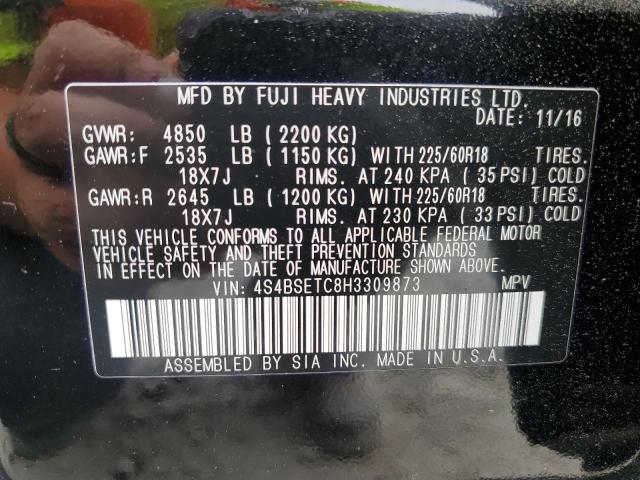 MFD BY FUJI HEAVY INDUSTRIES LTD.
DATE: 11/16
GVWR: 4850 LB (2200 KG)
GAWR:F 2535 LB (1150 KG) WITH 225/60R18 TIRES.
18X7J RIMS. AT 240 KPA (35 PSI) COLD
GAWR:R 2645 LB (1200 KG) WITH 225/60R18 TIRES.
18X7J RIMS. AT 230 KPA (33 PSI) COLD
THIS VEHICLE CONFORMS TO ALL APPLICABLE FEDERAL MOTOR
VEHICLE SAFETY AND THEFT PREVENTION STANDARDS
IN EFFECT ON THE DATE OF MANUFACTURE SHOWN ABOVE.
VIN: 4S4BSETC8H3309873 MPV
ASSEMBLED BY SIA INC. MADE IN U.S.A.